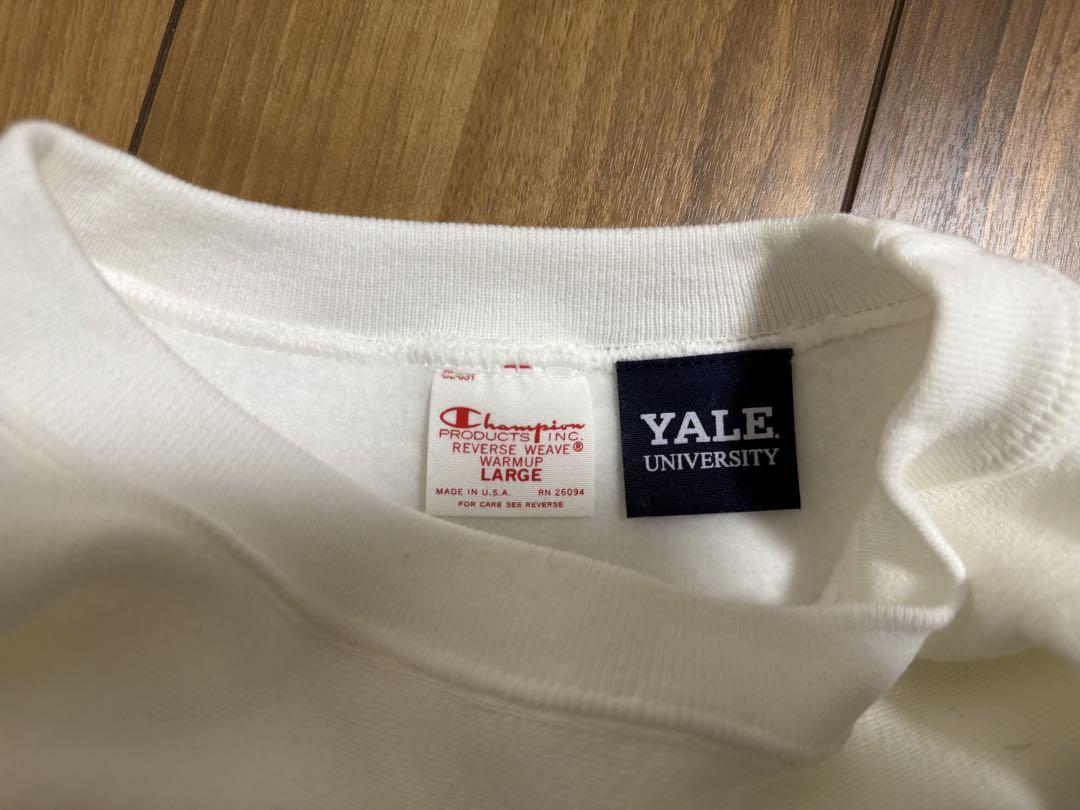 Champion
PRODUCTS INC.
REVERSE WEAVE®
WARMUP
LARGE
MADE IN U.S.A. RN 26094
FOR CARE SEE REVERSE
YALE.
UNIVERSITY